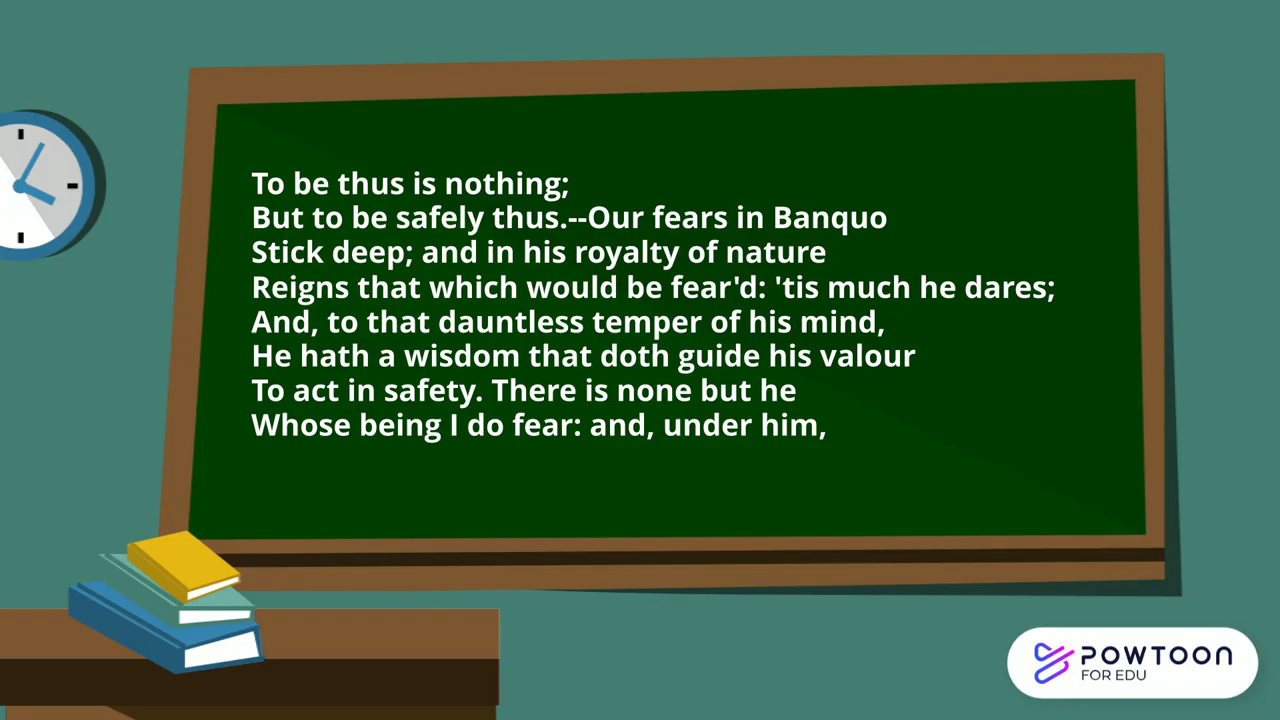 To be thus is nothing;
But to be safely thus.--Our fears in Banquo
Stick deep; and in his royalty of nature
Reigns that which would be fear'd: 'tis much he dares;
And, to that dauntless temper of his mind,
He hath a wisdom that doth guide his valour
To act in safety. There is none but he
Whose being I do fear: and, under him,
POWTOON
FOR EDU